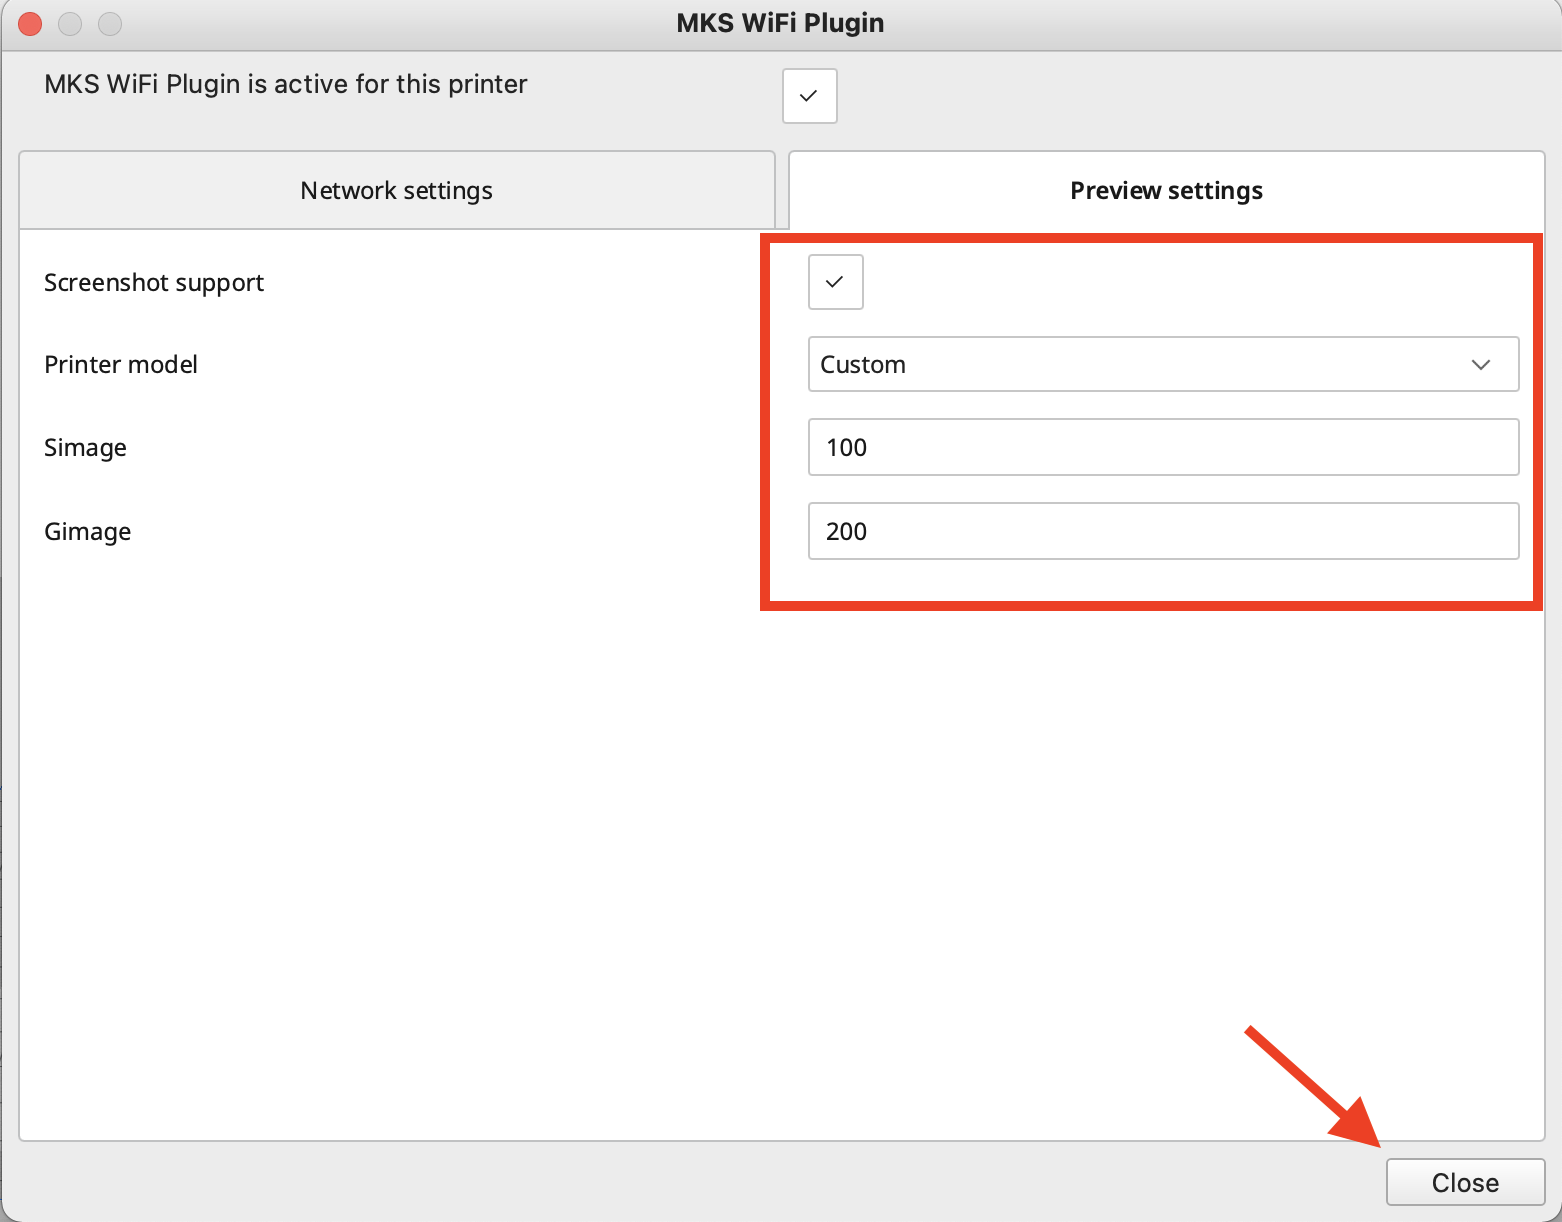 MKS WiFi Plugin
MKS WiFi Plugin is active for this printer
Network settings
Preview settings
Screenshot support
Printer model
Custom
Simage
100
Gimage
200
Close